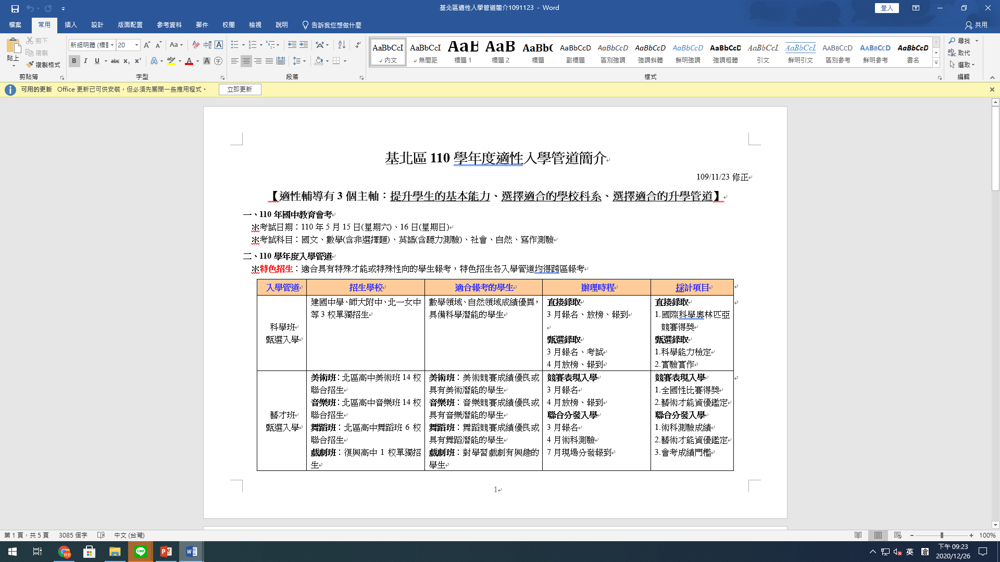 基北區適性入學管道簡介1091123 - Word
登入
檔案 常用 插入 設計 版面配置 參考資料 郵件 校閱 檢視 說明 告訴我您想做什麼 共用
貼上 剪下 複製 複製格式
新細明體 (標題 20
AaBbCcI AaBbCcI AaBbC AaBbC AaBbC AaBbCcD AaBbCcD AaBbCcD AaBbCcD AaBbCcD AaBbCcI AaBbCcI AaBbCcD AaBbCcD AaBbCcD
內文 無間距 標題 1 標題 2 標題 副標題 區別強調 強調斜體 鮮明強調 強調粗體 引文 鮮明引文 區別參考 鮮明參考 書名
尋找 取代 選取
剪貼簿 字型 段落 樣式 編輯
可用的更新 Office 更新已可供安裝，但必須先關閉一些應用程式。 立即更新
基北區 110 學年度適性入學管道簡介
109/11/23 修正
【適性輔導有 3 個主軸：提升學生的基本能力、選擇適合的學校科系、選擇適合的升學管道】
一、110 年國中教育會考
※考試日期：110 年 5 月 15 日(星期六)、16 日(星期日)
※考試科目：國文、數學(含非選擇題)、英語(含聽力測驗)、社會、自然、寫作測驗
二、110 學年度入學管道
※特色招生：適合具有特殊才能或特殊性向的學生報考，特色招生各入學管道均得跨區報考
入學管道 招生學校 適合報考的學生 辦理時程 採計項目
科學班
甄選入學
建國中學、師大附中、北一女中
等 3 校單獨招生
數學領域、自然領域成績優異，
具備科學潛能的學生
直接錄取
3 月報名、放榜、報到
甄選錄取
3 月報名、考試
4 月放榜、報到
直接錄取
1.國際科學奧林匹亞
競賽得獎
甄選錄取
1.科學能力檢定
2.實驗實作
藝才班
甄選入學
美術班：北區高中美術班 14 校
聯合招生
音樂班：北區高中音樂班 14 校
聯合招生
舞蹈班：北區高中舞蹈班 6 校
聯合招生
戲劇班：復興高中 1 校單獨招
生
美術班：美術競賽成績優良或
具有美術潛能的學生
音樂班：音樂競賽成績優良或
具有音樂潛能的學生
舞蹈班：舞蹈競賽成績優良或
具有舞蹈潛能的學生
戲劇班：對學習戲劇有興趣的
學生
競賽表現入學
3 月報名
4 月放榜、報到
聯合分發入學
3 月報名
4 月術科測驗
7 月現場分發報到
競賽表現入學
1.全國性比賽得獎
2.藝術才能資優鑑定
聯合分發入學
1.術科測驗成績
2.藝術才能資優鑑定
3.會考成績門檻
1
第 1 頁，共 5 頁 3085 個字 中文 (台灣) 100%
英 下午 09:23
2020/12/26